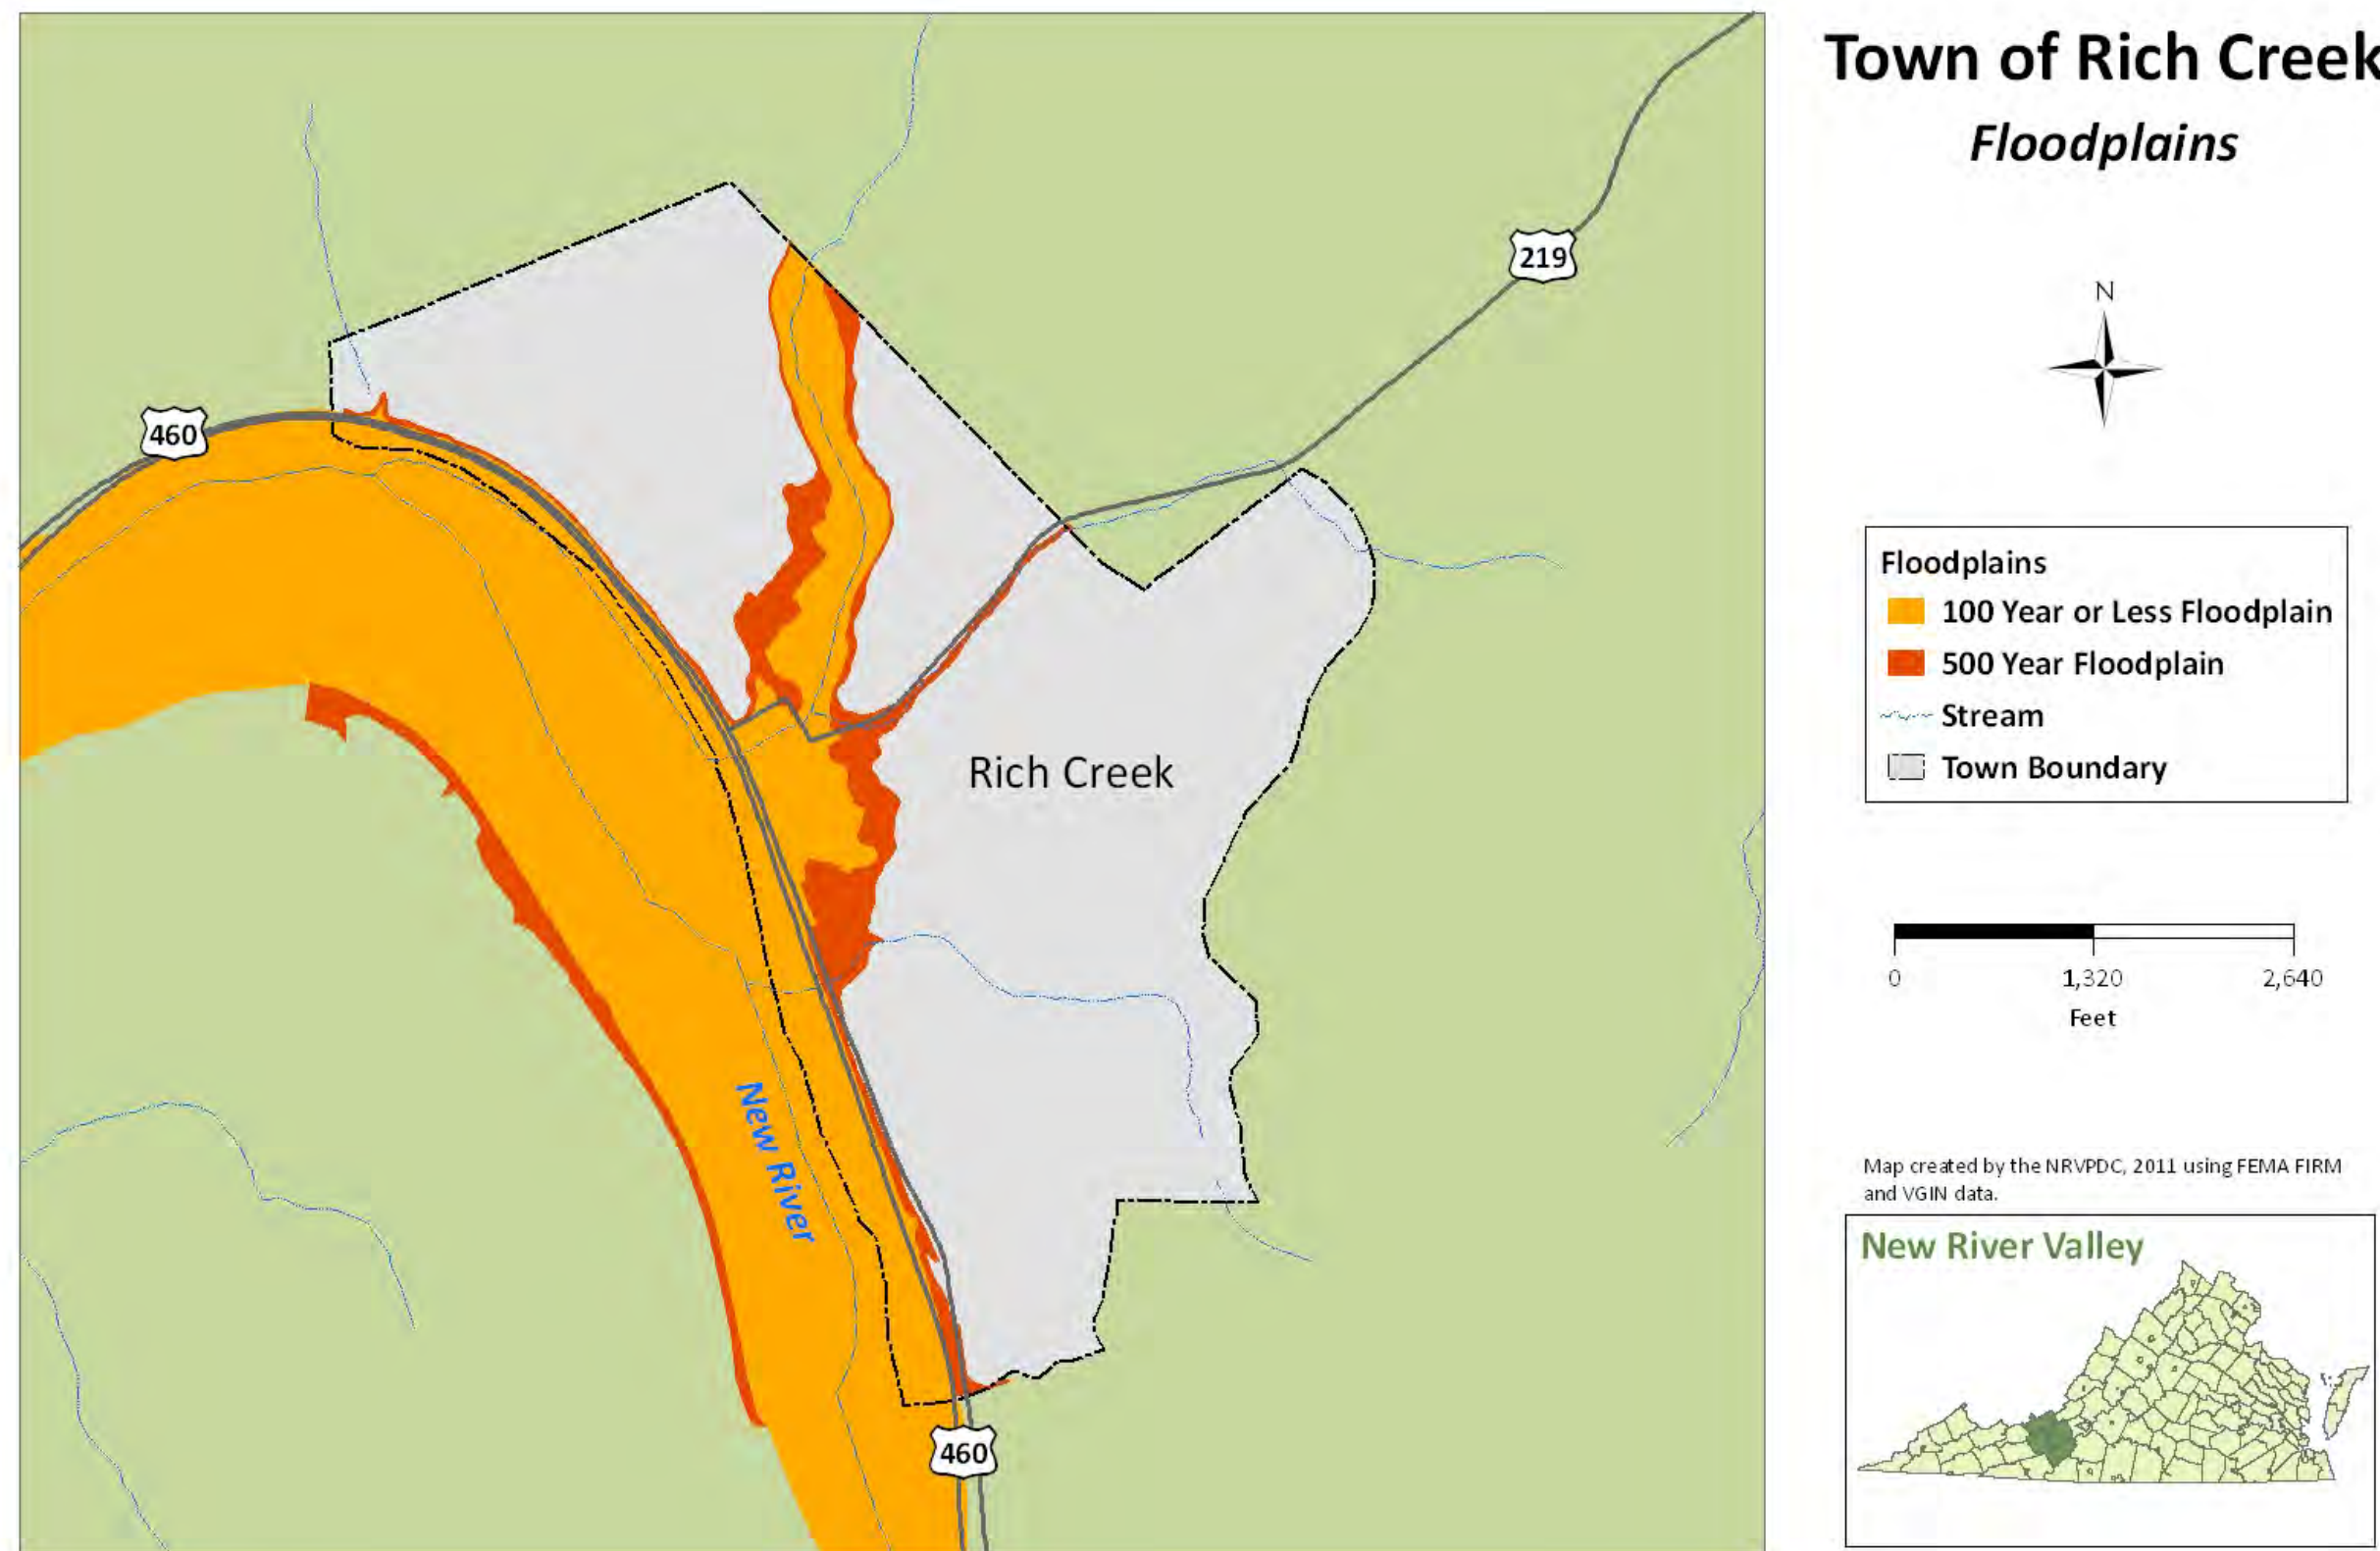 Town of Rich Creek
Floodplains
N
219
460
Floodplains
100 Year or Less Floodplain
500 Year Floodplain
Stream
Town Boundary
Rich Creek
0 1,320 2,640
Feet
New River
Map created by the NRVPDC, 2011 using FEMA FIRM
and VGIN data.
New River Valley
460